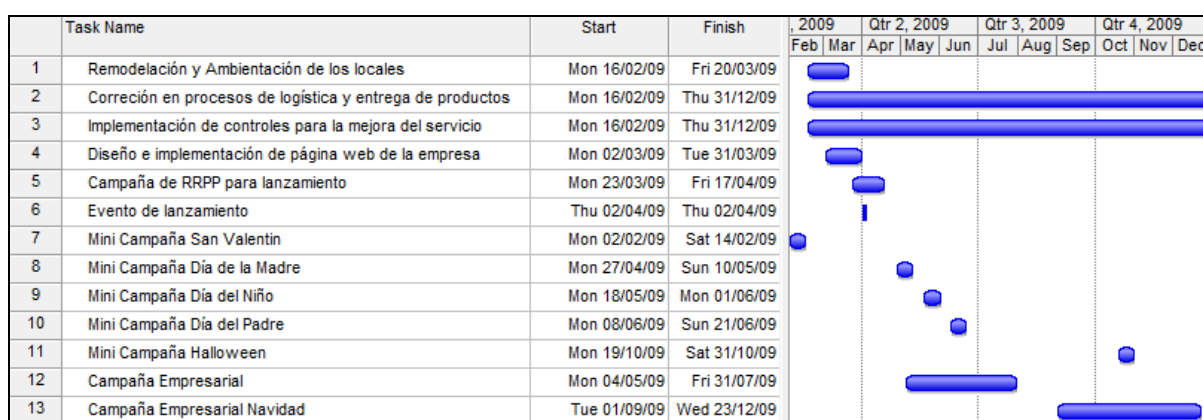 Task Name Start Finish , 2009 Qtr 2, 2009 Qtr 3, 2009 Qtr 4, 2009
Feb Mar Apr May Jun Jul Aug Sep Oct Nov Dec
1 Remodelación y Ambientación de los locales Mon 16/02/09 Fri 20/03/09
2 Correción en procesos de logística y entrega de productos Mon 16/02/09 Thu 31/12/09
3 Implementación de controles para la mejora del servicio Mon 16/02/09 Thu 31/12/09
4 Diseño e implementación de página web de la empresa Mon 02/03/09 Tue 31/03/09
5 Campaña de RRPP para lanzamiento Mon 23/03/09 Fri 17/04/09
6 Evento de lanzamiento Thu 02/04/09 Thu 02/04/09
7 Mini Campaña San Valentin Mon 02/02/09 Sat 14/02/09
8 Mini Campaña Día de la Madre Mon 27/04/09 Sun 10/05/09
9 Mini Campaña Día del Niño Mon 18/05/09 Mon 01/06/09
10 Mini Campaña Día del Padre Mon 08/06/09 Sun 21/06/09
11 Mini Campaña Halloween Mon 19/10/09 Sat 31/10/09
12 Campaña Empresarial Mon 04/05/09 Fri 31/07/09
13 Campaña Empresarial Navidad Tue 01/09/09 Wed 23/12/09